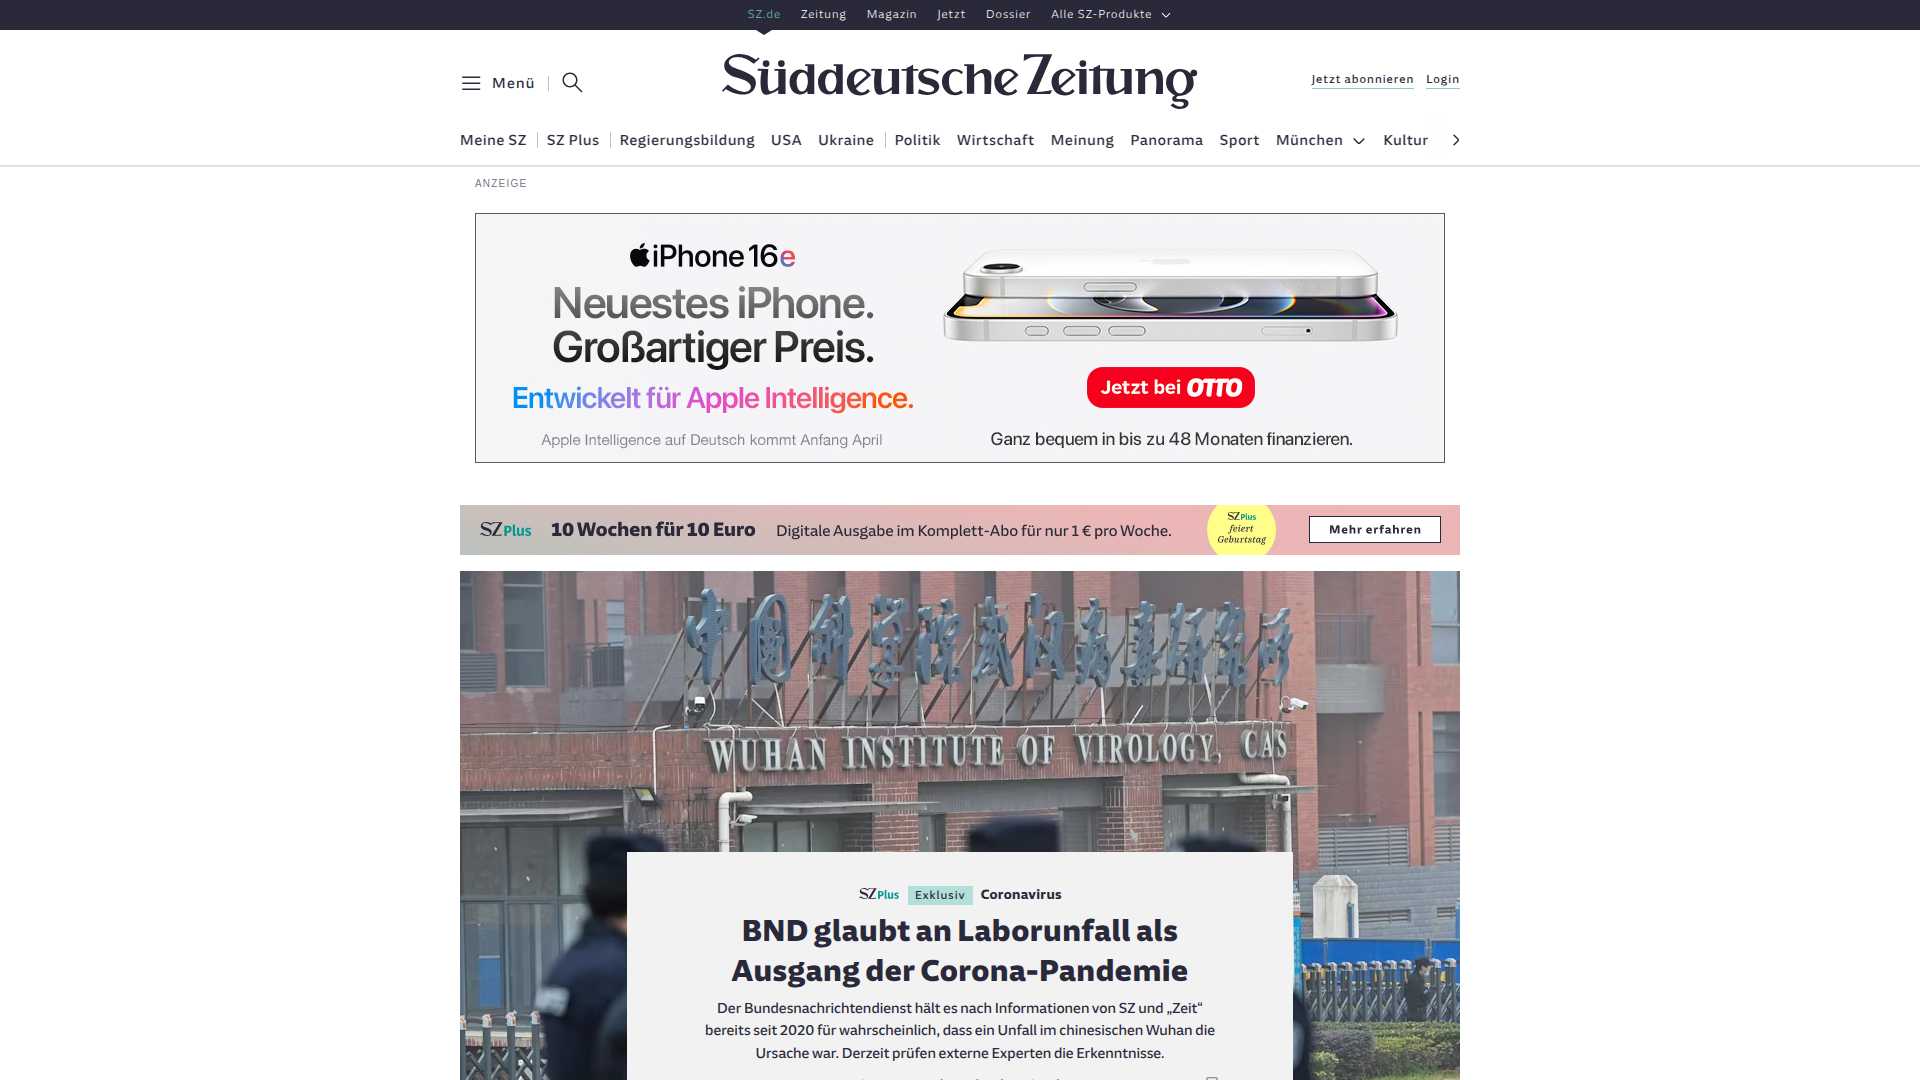 SZ.de Zeitung Magazin Jetzt Dossier Alle SZ-Produkte
Menü
Süddeutsche Zeitung
Jetzt abonnieren Login
Meine SZ SZ Plus Regierungsbildung USA Ukraine Politik Wirtschaft Meinung Panorama Sport München Kultur
ANZEIGE
iPhone 16e
Neuestes iPhone.
Großartiger Preis.
Entwickelt für Apple Intelligence.
Apple Intelligence auf Deutsch kommt Anfang April
Jetzt bei OTTO
Ganz bequem in bis zu 48 Monaten finanzieren.
SZ Plus 10 Wochen für 10 Euro Digitale Ausgabe im Komplett-Abo für nur 1 € pro Woche.
SZ Plus
feiert
Geburtstag
Mehr erfahren
中国科学院武汉病毒研究所
WUHAN INSTITUTE OF VIROLOGY, CAS
SZ Plus Exklusiv Coronavirus
BND glaubt an Laborunfall als
Ausgang der Corona-Pandemie
Der Bundesnachrichtendienst hält es nach Informationen von SZ und „Zeit“
bereits seit 2020 für wahrscheinlich, dass ein Unfall im chinesischen Wuhan die
Ursache war. Derzeit prüfen externe Experten die Erkenntnisse.